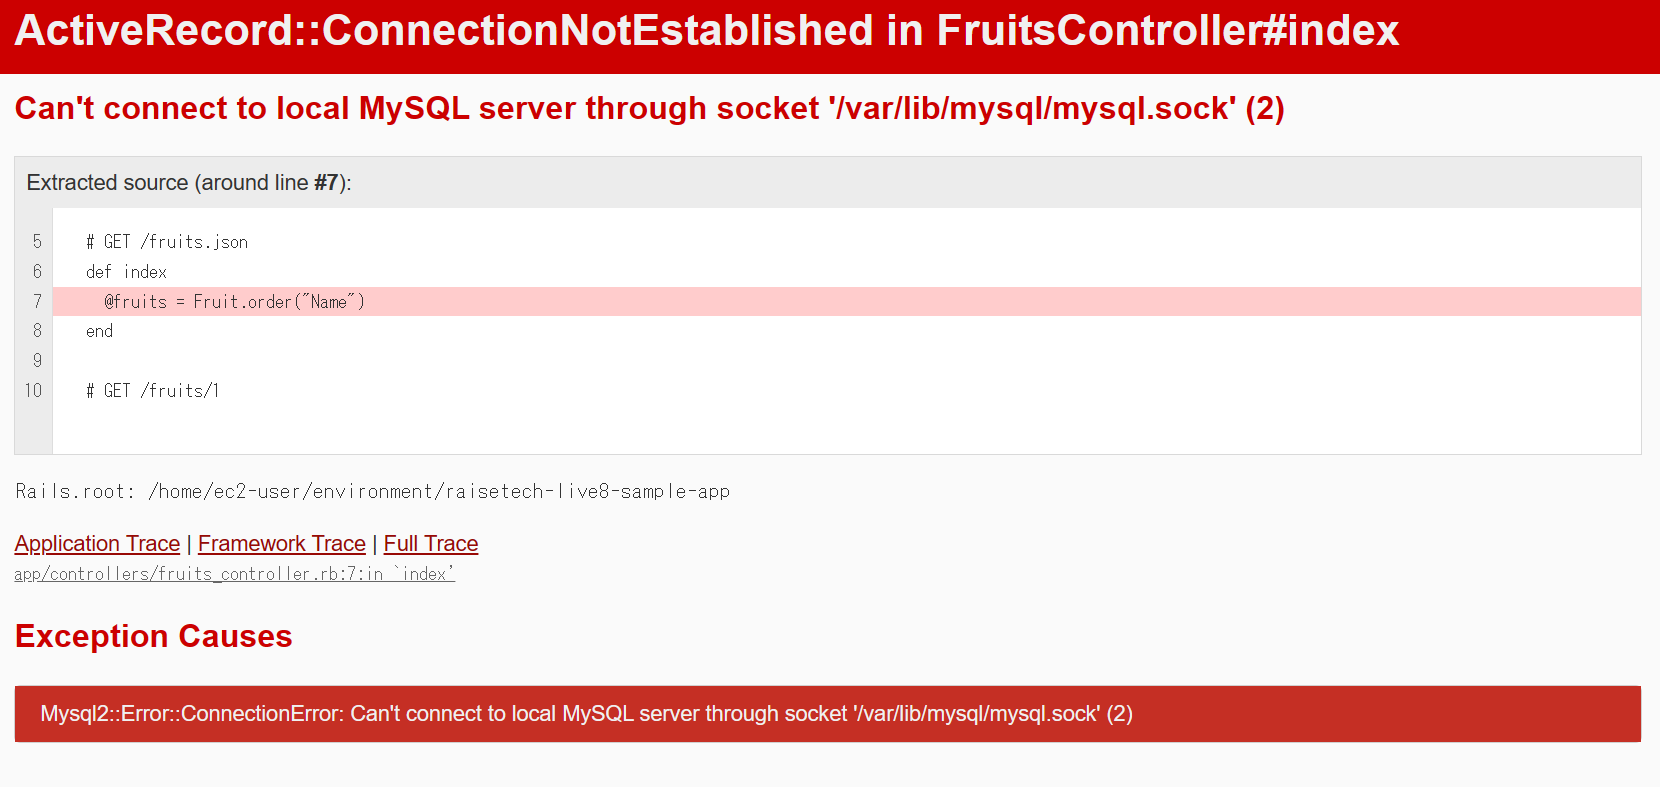 ActiveRecord::ConnectionNotEstablished in FruitsController#index
Can't connect to local MySQL server through socket '/var/lib/mysql/mysql.sock' (2)
Extracted source (around line #7):
5 # GET /fruits.json
6 def index
7 @fruits = Fruit.order("Name")
8 end
9
10 # GET /fruits/1
Rails.root: /home/ec2-user/environment/raisetech-live8-sample-app
Application Trace | Framework Trace | Full Trace
app/controllers/fruits_controller.rb:7:in `index'
Exception Causes
Mysql2::Error::ConnectionError: Can't connect to local MySQL server through socket '/var/lib/mysql/mysql.sock' (2)